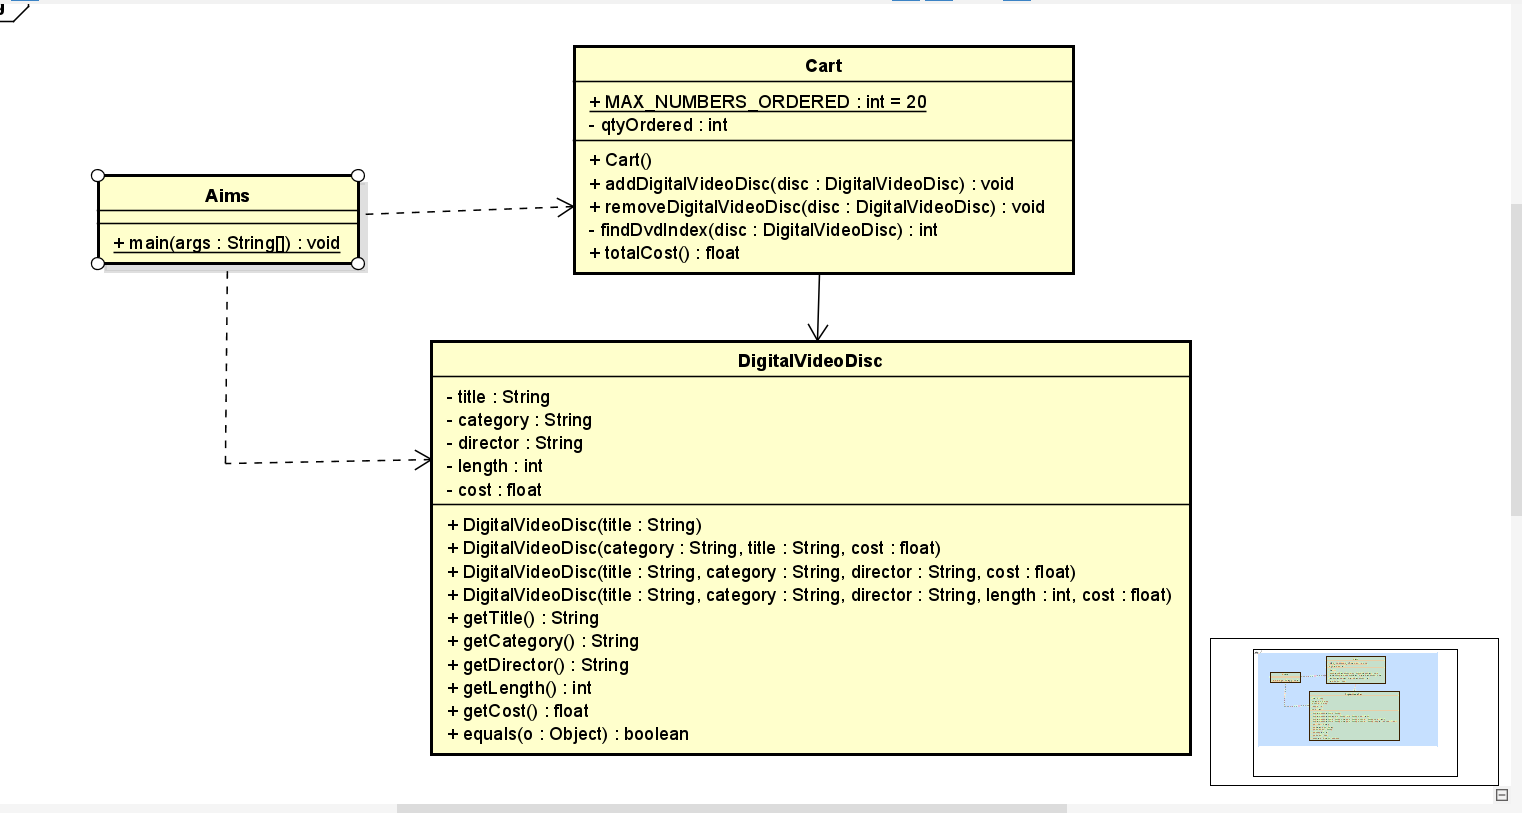 Cart
+ MAX_NUMBERS_ORDERED : int = 20
- qtyOrdered : int
+ Cart()
+ addDigitalVideoDisc(disc : DigitalVideoDisc) : void
+ removeDigitalVideoDisc(disc : DigitalVideoDisc) : void
- findDvdIndex(disc : DigitalVideoDisc) : int
+ totalCost() : float
Aims
+ main(args : String[]) : void
DigitalVideoDisc
- title : String
- category : String
- director : String
- length : int
- cost : float
+ DigitalVideoDisc(title : String)
+ DigitalVideoDisc(category : String, title : String, cost : float)
+ DigitalVideoDisc(title : String, category : String, director : String, cost : float)
+ DigitalVideoDisc(title : String, category : String, director : String, length : int, cost : float)
+ getTitle() : String
+ getCategory() : String
+ getDirector() : String
+ getLength() : int
+ getCost() : float
+ equals(o : Object) : boolean